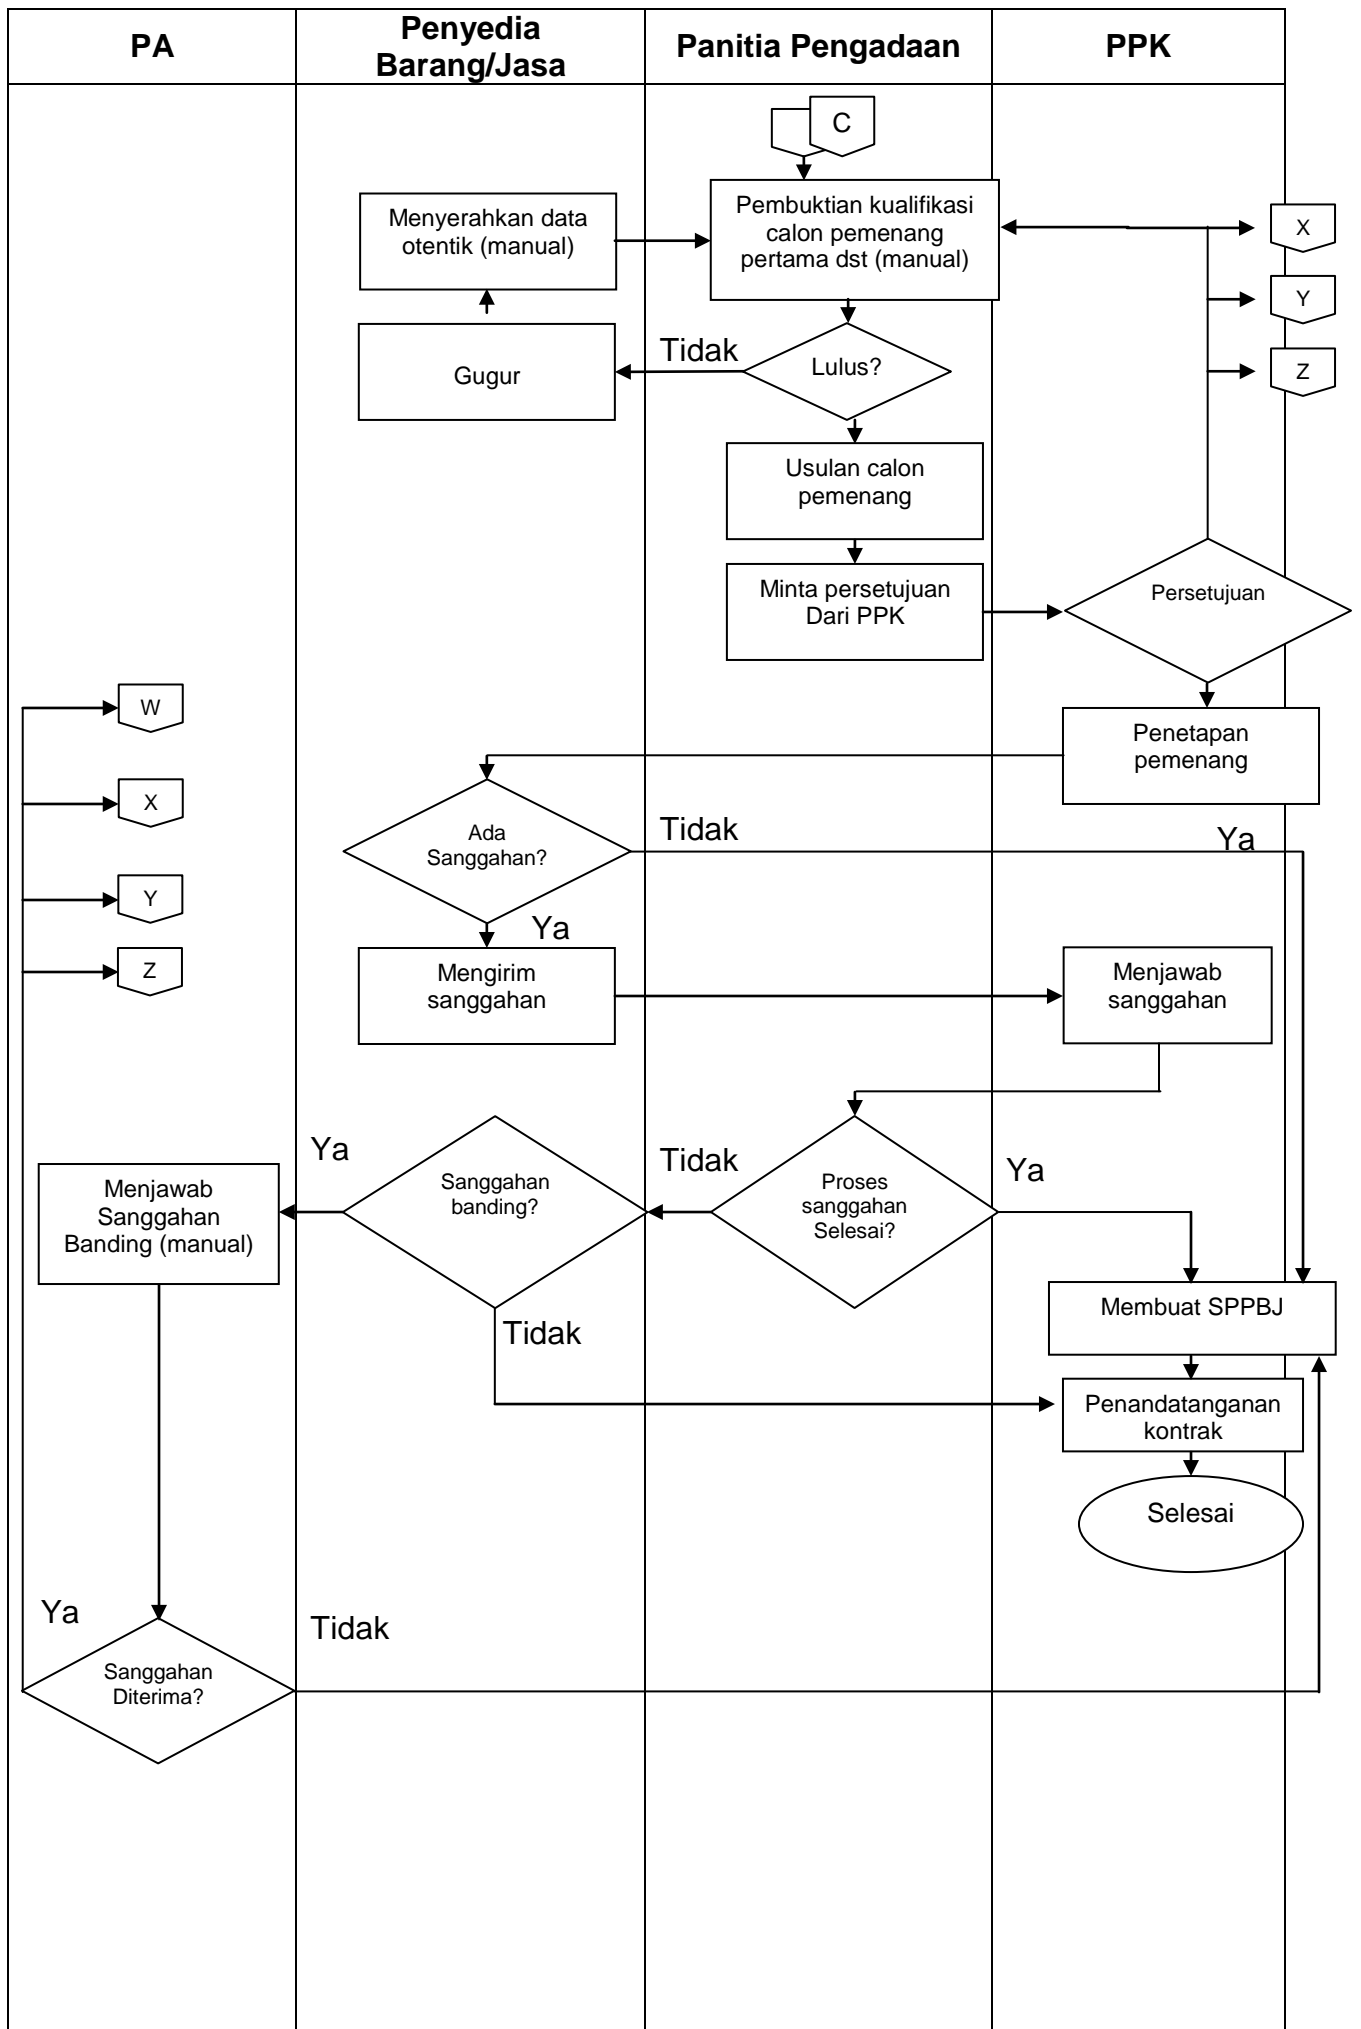 PA
Penyedia
Barang/Jasa
Panitia Pengadaan
PPK
C
Menyerahkan data
otentik (manual)
Pembuktian kualifikasi
calon pemenang
pertama dst (manual)
X
Y
Z
Tidak
Lulus?
Gugur
Usulan calon
pemenang
Minta persetujuan
Dari PPK
Persetujuan
W
X
Y
Z
Penetapan
pemenang
Ada
Sanggahan?
Tidak
Ya
Ya
Mengirim
sanggahan
Menjawab
sanggahan
Ya
Menjawab
Sanggahan
Banding (manual)
Sanggahan
banding?
Tidak
Proses
sanggahan
Selesai?
Ya
Membuat SPPBJ
Tidak
Penandatanganan
kontrak
Selesai
Ya
Tidak
Sanggahan
Diterima?